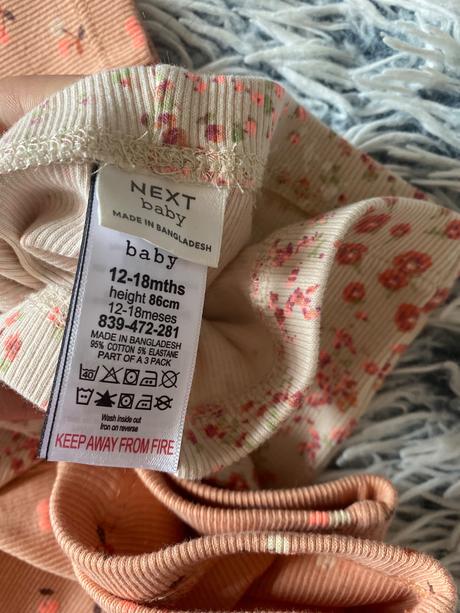 NEXT
baby
MADE IN BANGLADESH
baby
12-18mths
height 86cm
12-18meses
839-472-281
MADE IN BANGLADESH
95% COTTON 5% ELASTANE
PART OF A 3 PACK
40
Wash inside out
Iron on reverse
KEEP AWAY FROM FIRE